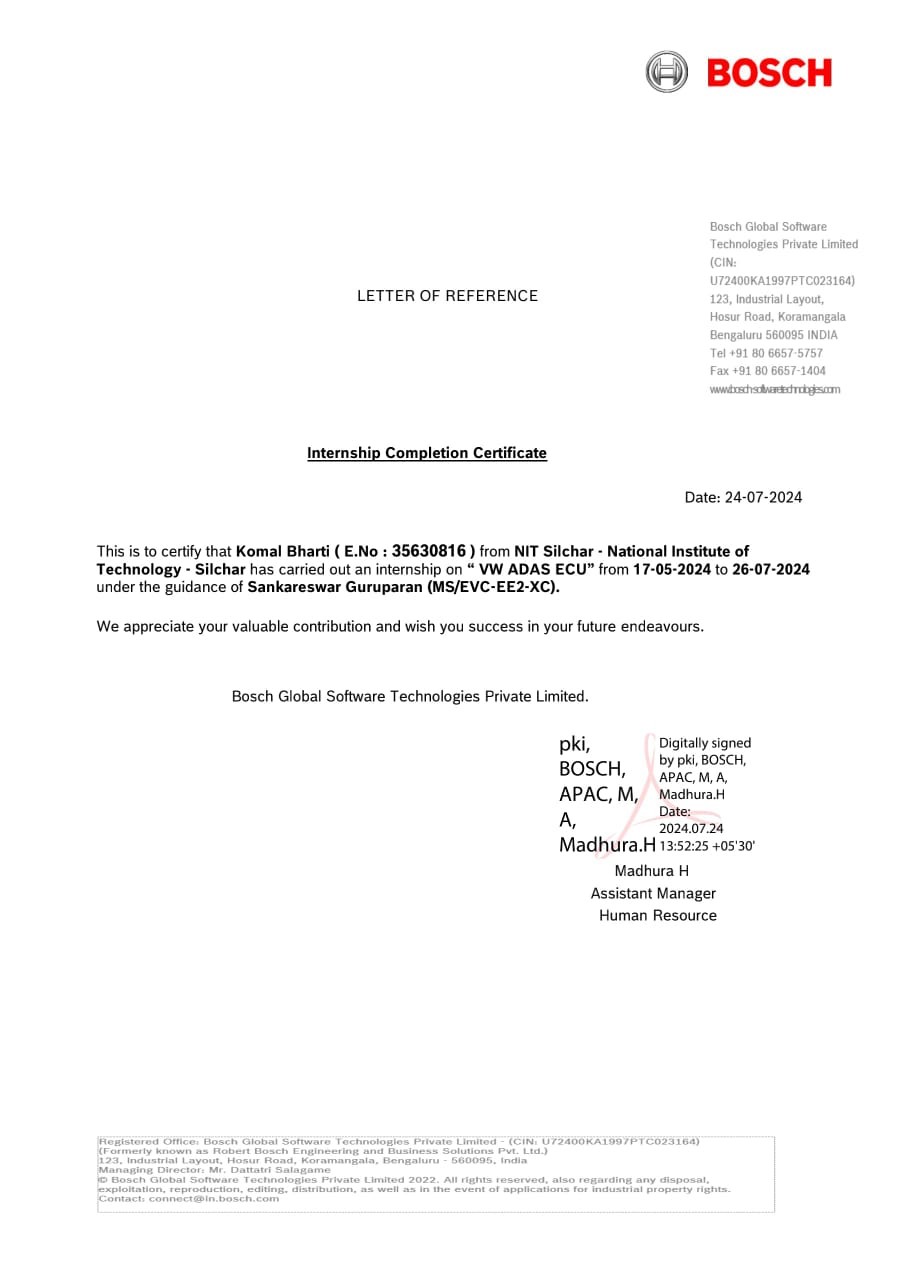 BOSCH
Bosch Global Software
Technologies Private Limited
(CIN:
U72400KA1997PTC023164)
123, Industrial Layout,
Hosur Road, Koramangala
Bengaluru 560095 INDIA
Tel +91 80 6657-5757
Fax +91 80 6657-1404
www.bosch-softwaretechnologies.com
LETTER OF REFERENCE
Internship Completion Certificate
Date: 24-07-2024
This is to certify that Komal Bharti ( E.No : 35630816 ) from NIT Silchar - National Institute of
Technology - Silchar has carried out an internship on “ VW ADAS ECU” from 17-05-2024 to 26-07-2024
under the guidance of Sankareswar Guruparan (MS/EVC-EE2-XC).
We appreciate your valuable contribution and wish you success in your future endeavours.
Bosch Global Software Technologies Private Limited.
pki,
BOSCH,
APAC, M,
A,
Madhura.H
Digitally signed
by pki, BOSCH,
APAC, M, A,
Madhura.H
Date:
2024.07.24
13:52:25 +05'30'
Madhura H
Assistant Manager
Human Resource
Registered Office: Bosch Global Software Technologies Private Limited - (CIN: U72400KA1997PTC023164)
(Formerly known as Robert Bosch Engineering and Business Solutions Pvt. Ltd.)
123, Industrial Layout, Hosur Road, Koramangala, Bengaluru - 560095, India
Managing Director: Mr. Dattatri Salagame
© Bosch Global Software Technologies Private Limited 2022. All rights reserved, also regarding any disposal,
exploitation, reproduction, editing, distribution, as well as in the event of applications for industrial property rights.
Contact: connect@in.bosch.com